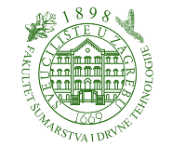 1898
SVEUČILIŠTE U ZAGREBU
1669
FAKULTET ŠUMARSTVA I DRVNE TEHNOLOGIJE